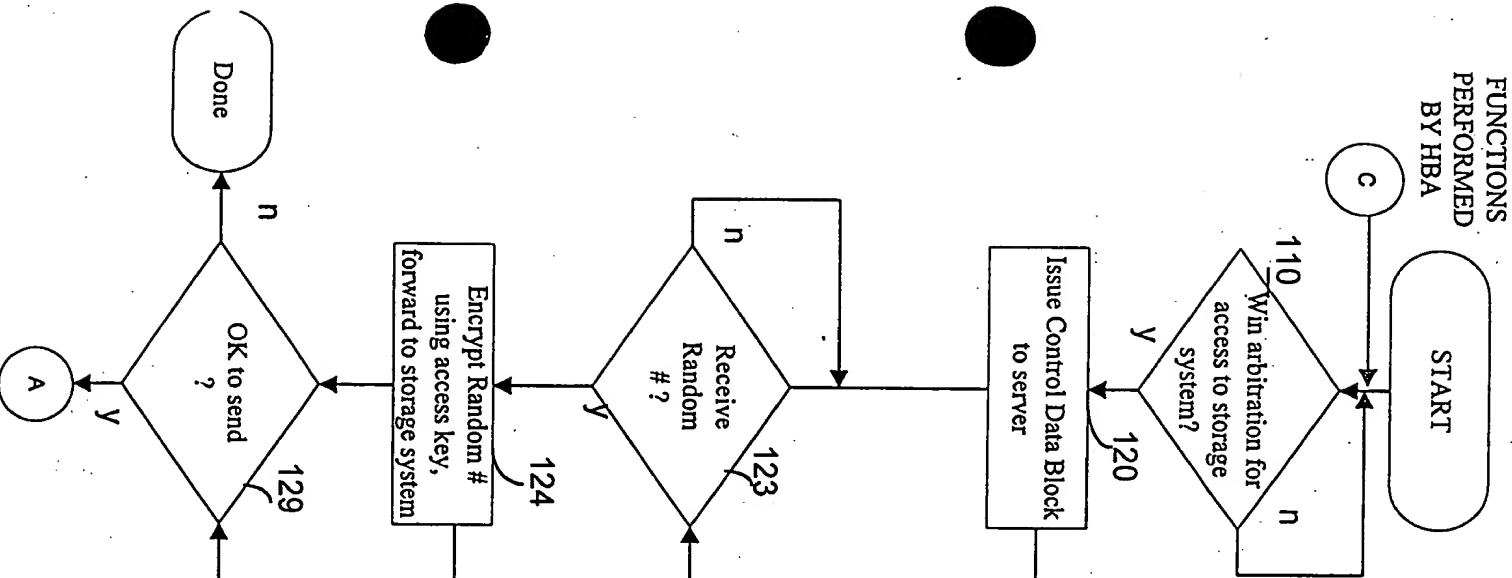 FUNCTIONS
PERFORMED
BY HBA
START
C
110
Win arbitration for
access to storage
system?
n
y
120
Issue Control Data Block
to server
n
Receive
Random
# ?
123
y
124
Encrypt Random #
using access key,
forward to storage system
n
Done
OK to send
?
129
y
A